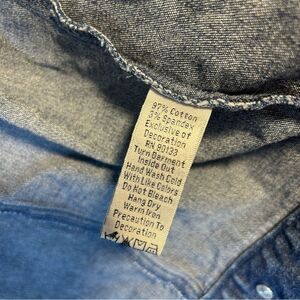 97% Cotton
3% Spandex
Exclusive of
Decoration
RN 80133
Turn Garment
Inside Out
Hand Wash Cold
With Like Colors
Do Not Bleach
Hang Dry
Warm Iron
Precaution To
Decoration